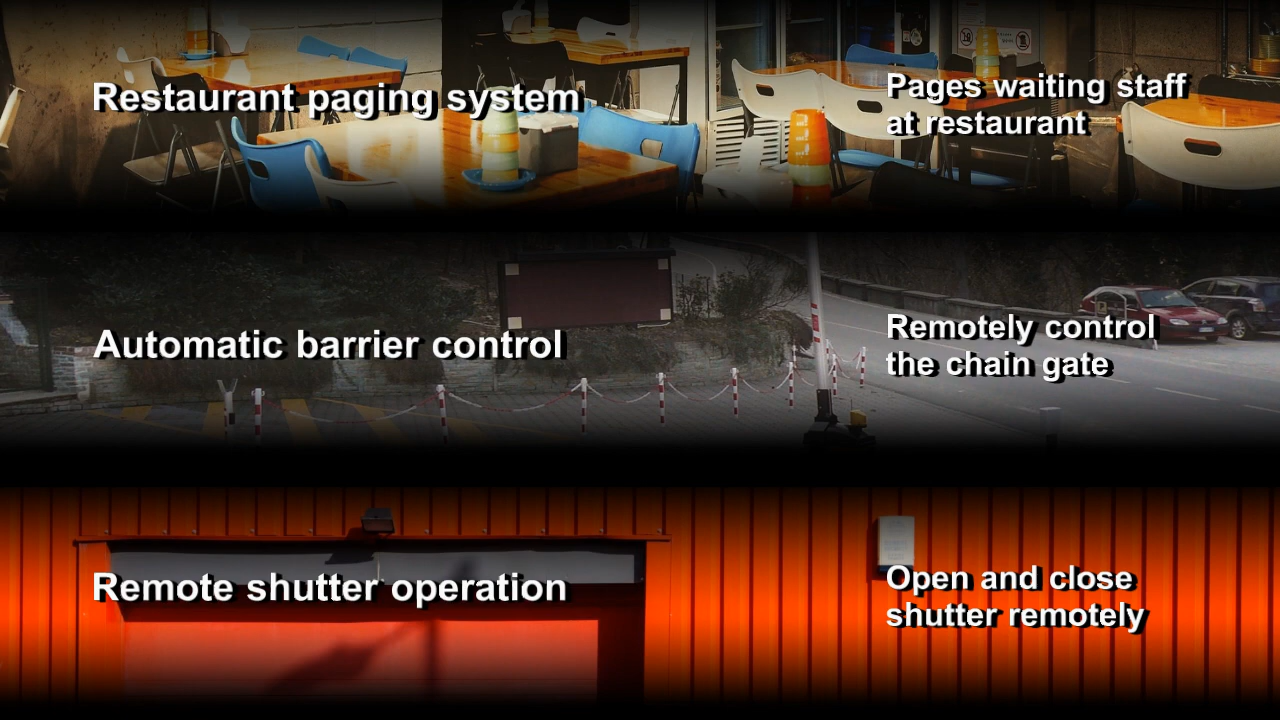 Restaurant paging system
Pages waiting staff
at restaurant
Automatic barrier control
Remotely control
the chain gate
Remote shutter operation
Open and close
shutter remotely